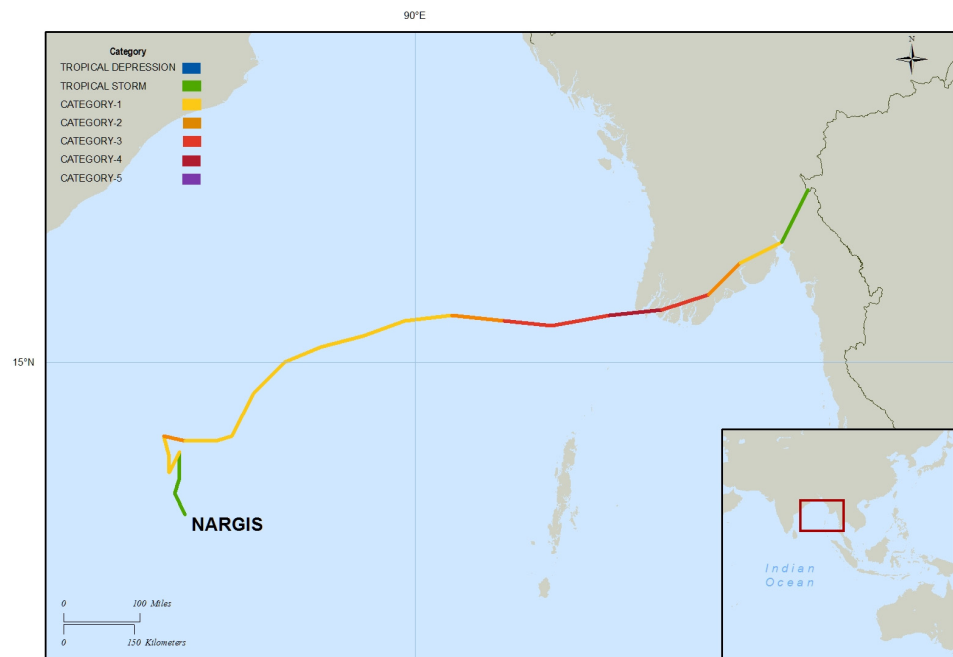 90°E
Category
TROPICAL DEPRESSION
TROPICAL STORM
CATEGORY-1
CATEGORY-2
CATEGORY-3
CATEGORY-4
CATEGORY-5
N
15°N
NARGIS
Indian
Ocean
0 100 Miles
0 150 Kilometers